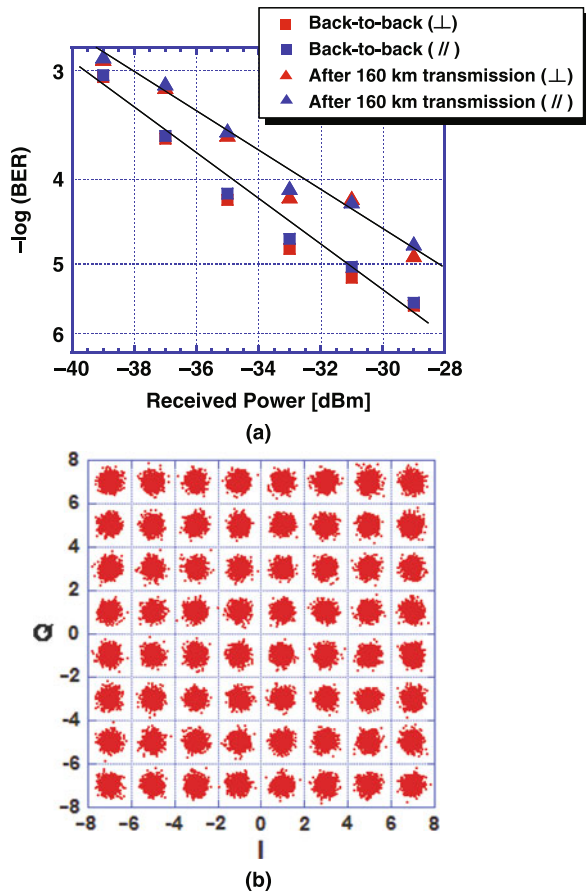 Back-to-back (⊥)
Back-to-back ( // )
After 160 km transmission (⊥)
After 160 km transmission ( // )
3
4
5
6
–log (BER)
–40 –38 –36 –34 –32 –30 –28
Received Power [dBm]
(a)
8
6
4
2
0
–2
–4
–6
–8
Q
–8 –6 –4 –2 0 2 4 6 8
I
(b)